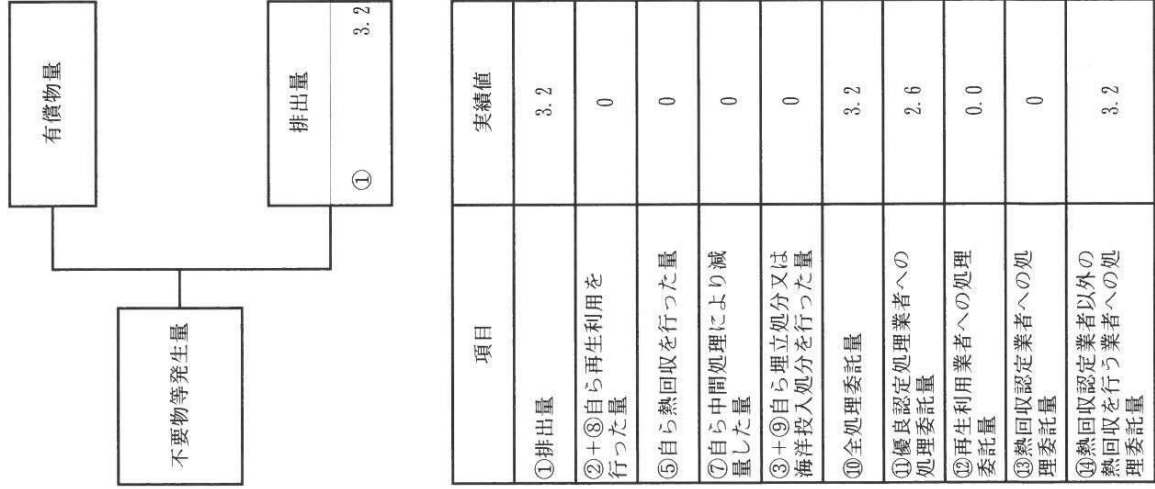 不要物等発生量
有償物量
排出量
① 3.2
項目 実績値
①排出量 3.2
②+⑧自ら再生利用を
行った量 0
⑤自ら熱回収を行った量 0
⑦自ら中間処理により減
量した量 0
③+⑨自ら埋立処分又は
海洋投入処分を行った量 0
⑩全処理委託量 3.2
⑪優良認定処理業者への
処理委託量 2.6
⑫再生利用業者への処理
委託量 0.0
⑬熱回収認定業者への処
理委託量 0
⑭熱回収認定業者以外の
熱回収を行う業者への処
理委託量 3.2